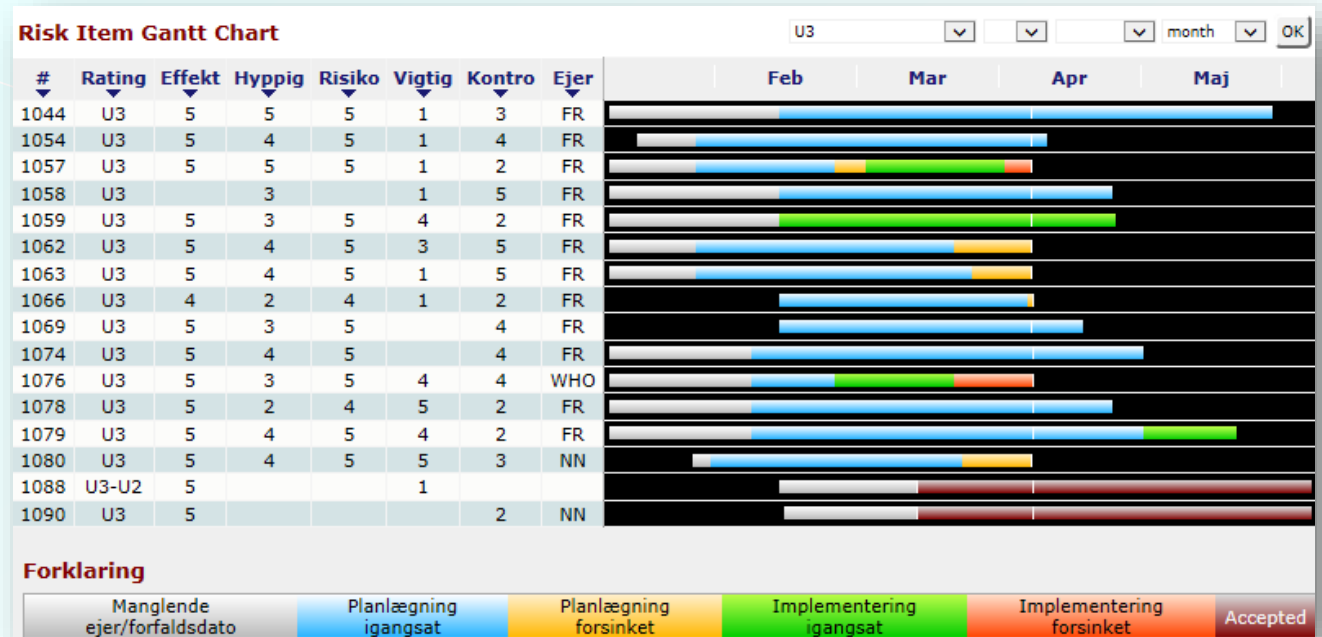 Risk Item Gantt Chart U3 month OK
# Rating Effekt Hyppig Risiko Vigtig Kontro Ejer Feb Mar Apr Maj
1044 U3 5 5 5 1 3 FR
1054 U3 5 4 5 1 4 FR
1057 U3 5 5 5 1 2 FR
1058 U3 3 1 5 FR
1059 U3 5 3 5 4 2 FR
1062 U3 5 4 5 3 5 FR
1063 U3 5 4 5 1 5 FR
1066 U3 4 2 4 1 2 FR
1069 U3 5 3 5 4 FR
1074 U3 5 4 5 4 FR
1076 U3 5 3 5 4 4 WHO
1078 U3 5 2 4 5 2 FR
1079 U3 5 4 5 4 2 FR
1080 U3 5 4 5 5 3 NN
1088 U3-U2 5 1
1090 U3 5 2 NN
Forklaring
Manglende Planlægning Planlægning Implementering Implementering Accepted
ejer/forfaldsdato igangsat forsinket igangsat forsinket